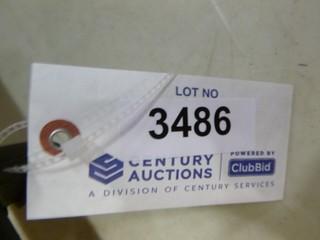 LOT NO
3486
CENTURY
AUCTIONS
POWERED BY
ClubBid
A DIVISION OF CENTURY SERVICES